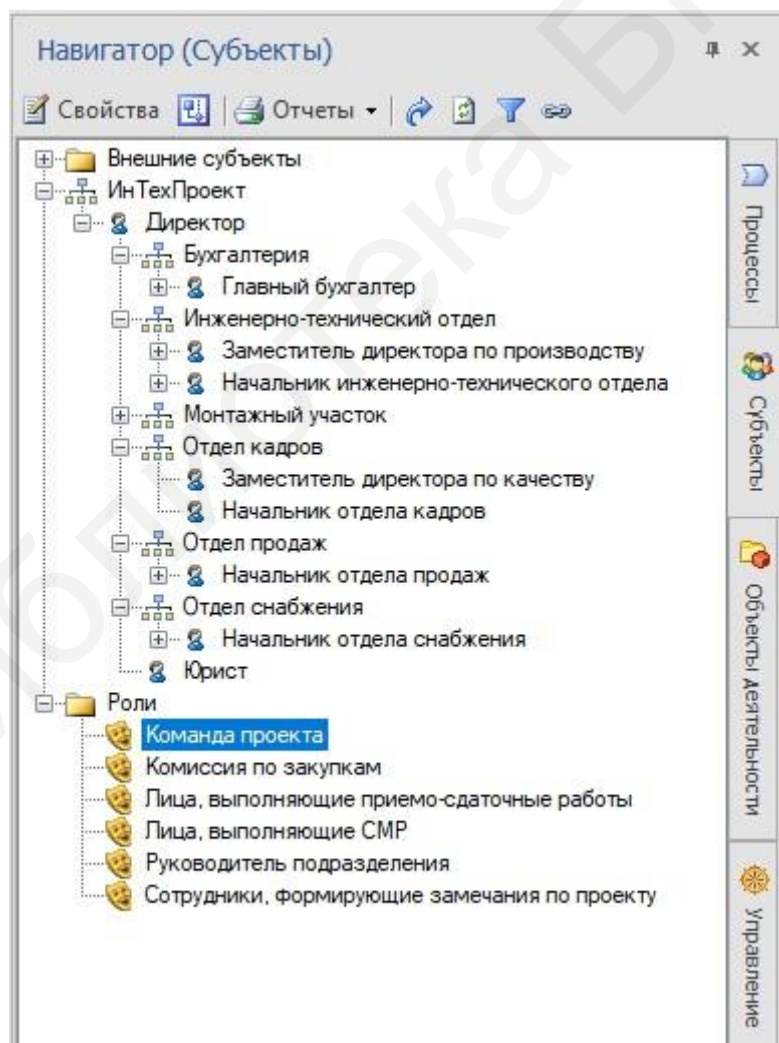 Навигатор (Субъекты)
Свойства Отчеты
Внешние субъекты
ИнТехПроект
Директор
Бухгалтерия
Главный бухгалтер
Инженерно-технический отдел
Заместитель директора по производству
Начальник инженерно-технического отдела
Монтажный участок
Отдел кадров
Заместитель директора по качеству
Начальник отдела кадров
Отдел продаж
Начальник отдела продаж
Отдел снабжения
Начальник отдела снабжения
Юрист
Роли
Команда проекта
Комиссия по закупкам
Лица, выполняющие приемо-сдаточные работы
Лица, выполняющие СМР
Руководитель подразделения
Сотрудники, формирующие замечания по проекту
Процессы
Субъекты
Объекты деятельности
Управление